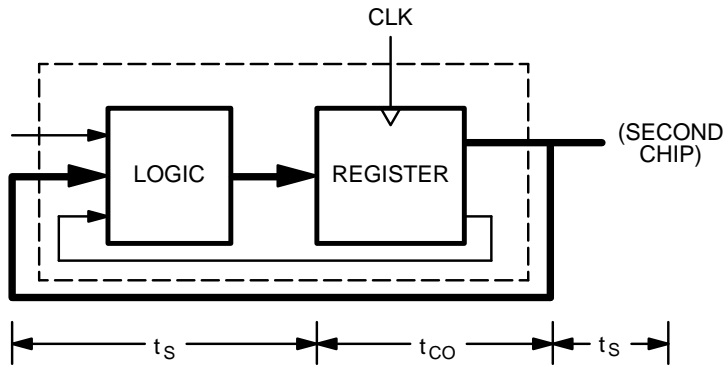 CLK
(SECOND
CHIP)
LOGIC
REGISTER
tS
tCO
tS